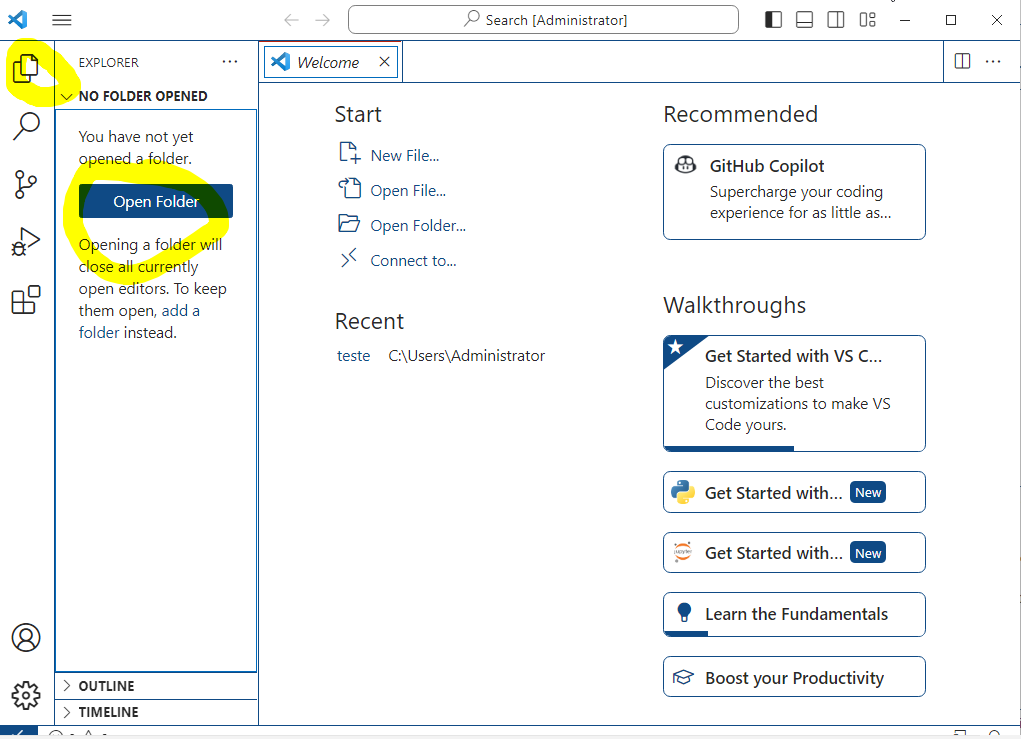 Search [Administrator]
EXPLORER
NO FOLDER OPENED
You have not yet
opened a folder.
Open Folder
Opening a folder will
close all currently
open editors. To keep
them open, add a
folder instead.
OUTLINE
TIMELINE
Welcome
Start
New File...
Open File...
Open Folder...
Connect to...
Recent
teste C:\Users\Administrator
Recommended
GitHub Copilot
Supercharge your coding
experience for as little as...
Walkthroughs
Get Started with VS C...
Discover the best
customizations to make VS
Code yours.
Get Started with... New
jupyter
Get Started with... New
Learn the Fundamentals
Boost your Productivity